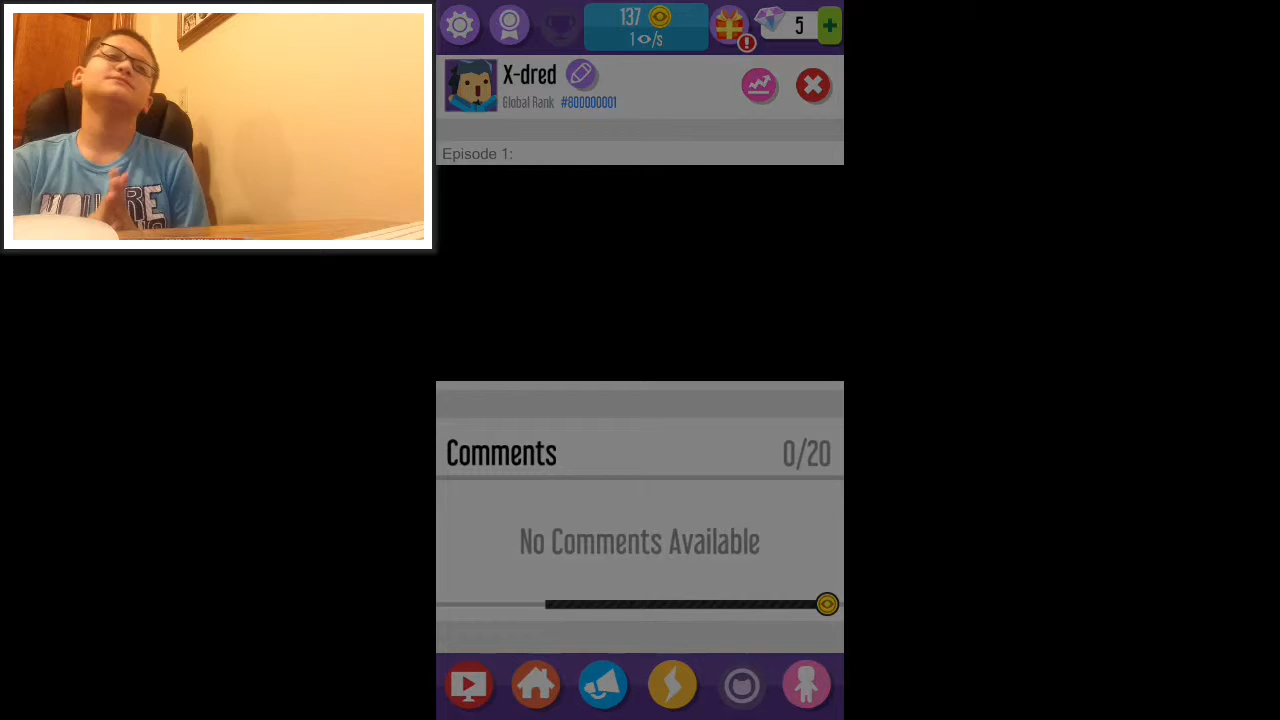 137
1 /s
5
X-dred
Global Rank #800000001
Episode 1:
Comments
0/20
No Comments Available